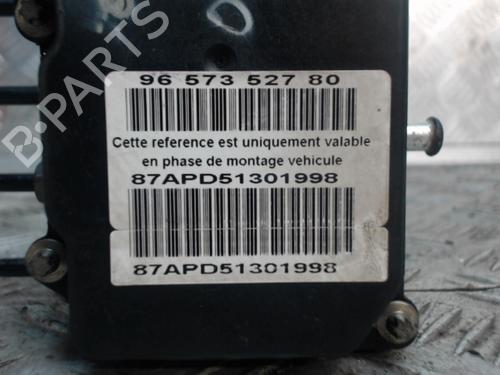 B-PARTS
96 573 527 80
Cette reference est uniquement valable
en phase de montage vehicule
87APD51301998
87APD51301998